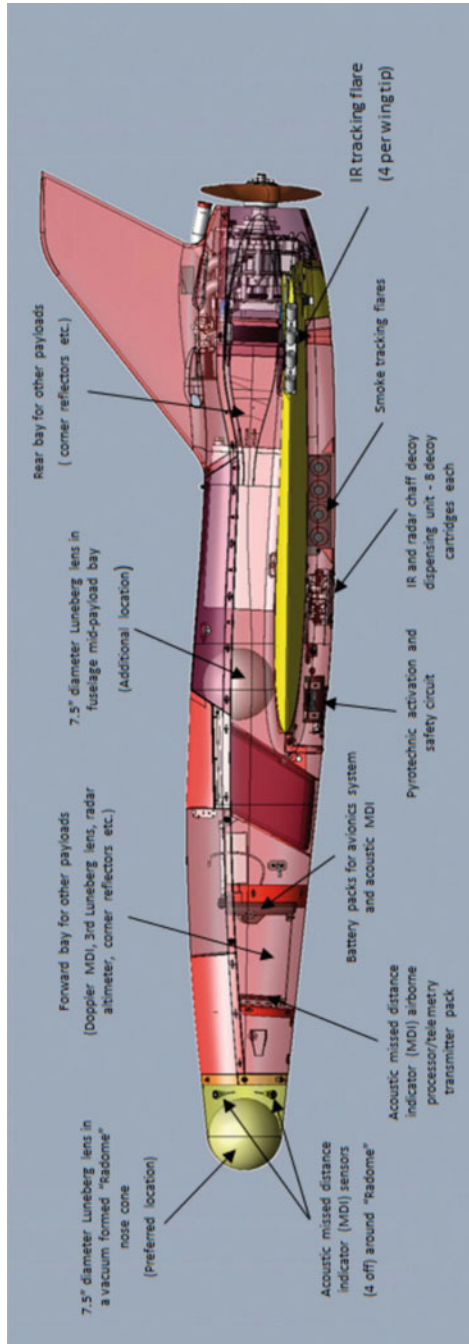 7.5" diameter Luneberg lens in
a vacuum formed "Radome"
nose cone
(Preferred location)
Forward bay for other payloads
(Doppler MDI, 3rd Luneberg lens, radar
altimeter, corner reflectors etc.)
7.5" diameter Luneberg lens in
fuselage mid-payload bay
(Additional location)
Rear bay for other payloads
( corner reflectors etc.)
Acoustic missed distance
indicator (MDI) sensors
(4 off) around "Radome"
Acoustic missed distance
indicator (MDI) airborne
processor/telemetry
transmitter pack
Battery packs for avionics system
and acoustic MDI
Pyrotechnic activation and
safety circuit
IR and radar chaff decoy
dispensing unit - 8 decoy
cartridges each
Smoke tracking flares
IR tracking flare
(4 per wingtip)